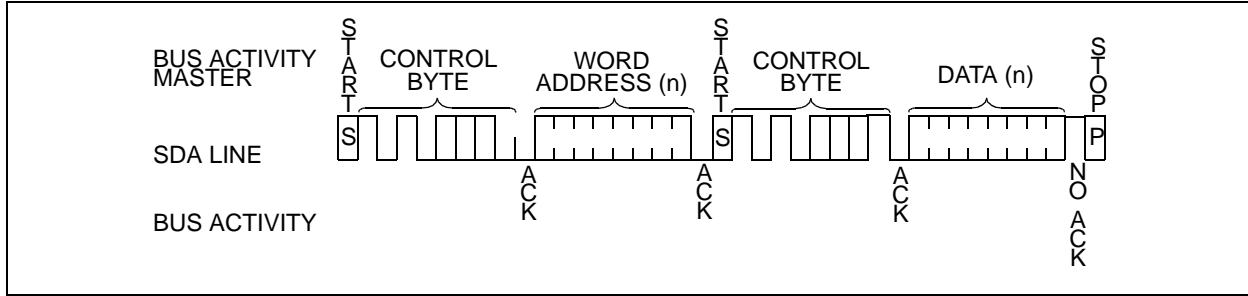 BUS ACTIVITY
MASTER
START
CONTROL
BYTE
WORD
ADDRESS (n)
START
CONTROL
BYTE
DATA (n)
STOP
SDA LINE
S
S
P
BUS ACTIVITY
ACK
ACK
ACK
NO ACK